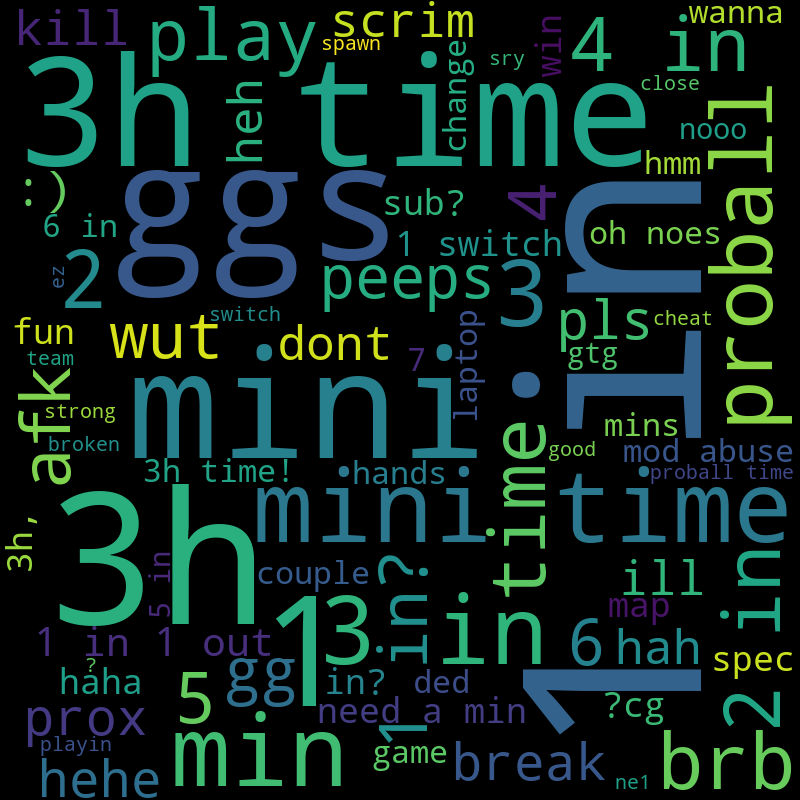 kill
play
scrim
spawn
sry
win
4 in
wanna
3h time
heh
change
close
nooo
proball
hmm
:)
ggs
sub?
4
1 in
6 in
1 switch
oh noes
ez
2
peeps
3
pls
cheat
switch
fun
wut
dont
7
laptop
gtg
team
mini
strong
afk
time.
mins
broken
good
mod abuse
3h time!
hands
mini time
proball time
3h,
3h
5 in
couple
1 in?
ill
2 in
1
3 in
map
1 in 1 out
6
hah
spec
?
haha
gg
in?
ded
1
5
need a min
?cg
prox
playin
min
game
break
brb
hehe
ne1